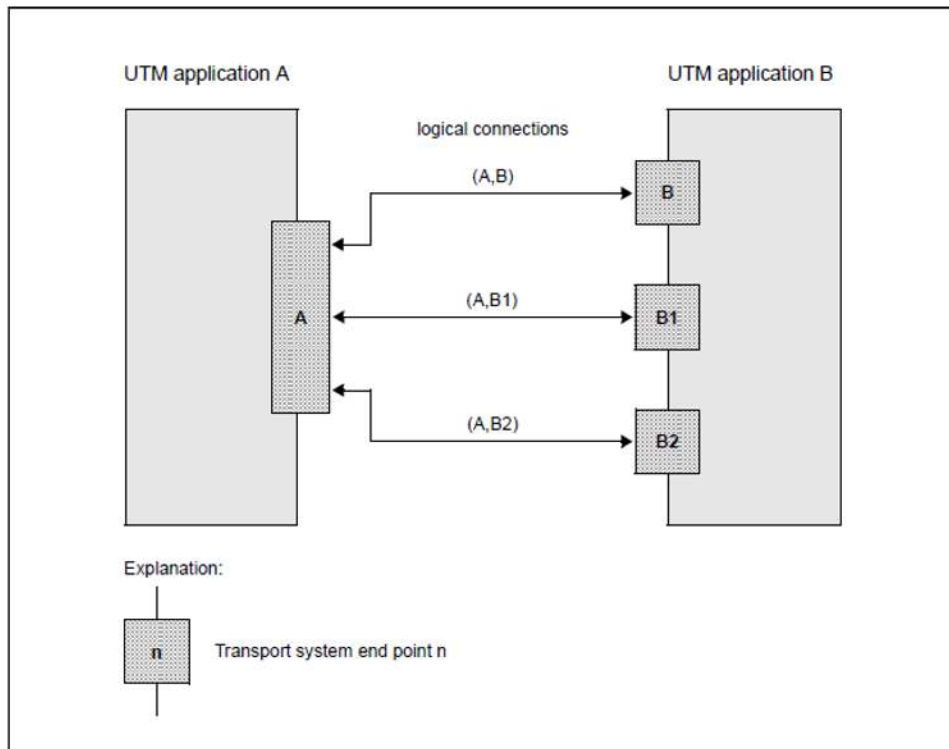 UTM application A
UTM application B
logical connections
(A,B)
B
(A,B1)
A
B1
(A,B2)
B2
Explanation:
n
Transport system end point n